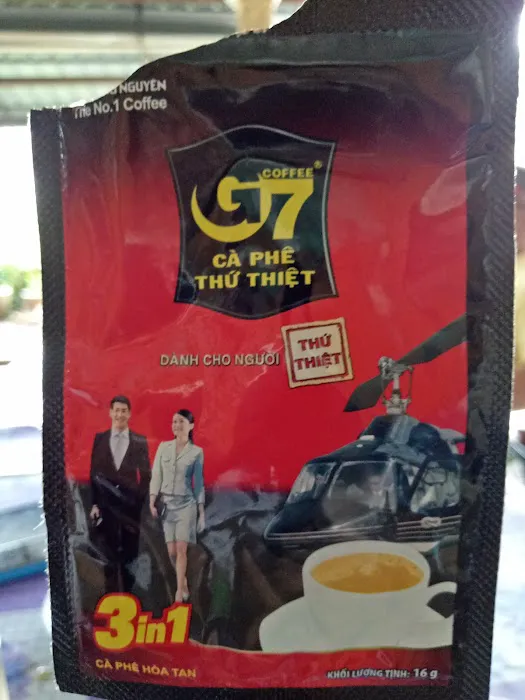 NGUYÊN
The No.1 Coffee
COFFEE
G7®
CÀ PHÊ
THỨ THIỆT
DÀNH CHO NGƯỜI
THỨ
THIỆT
3in1
CÀ PHÊ HÒA TAN
KHỐI LƯỢNG TỊNH: 16 g